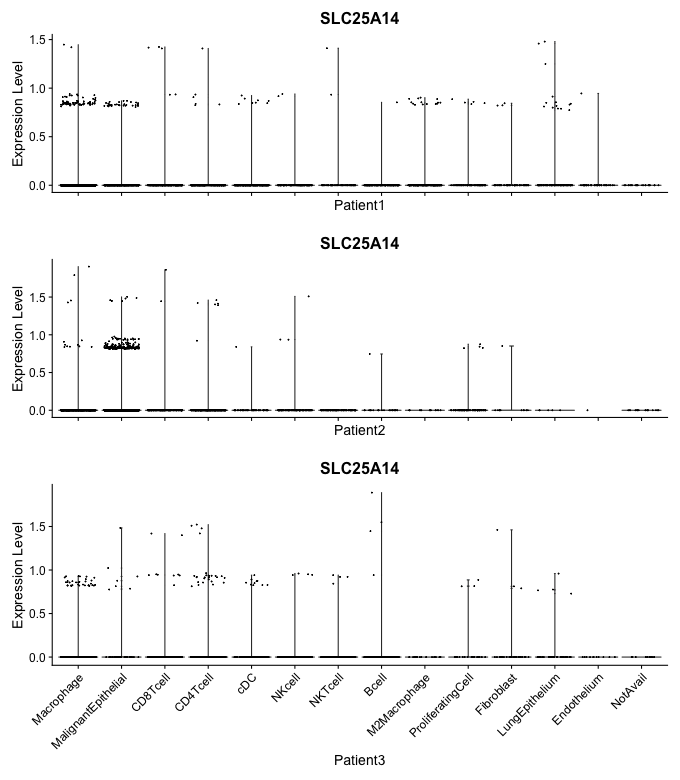 SLC25A14
Expression Level
1.5
1.0
0.5
0.0
Patient1
SLC25A14
Expression Level
1.5
1.0
0.5
0.0
Patient2
SLC25A14
Expression Level
1.5
1.0
0.5
0.0
Macrophage
MalignantEpithelial
CD8Tcell
CD4Tcell
cDC
NKcell
NKTcell
Bcell
M2Macrophage
ProliferatingCell
Fibroblast
LungEpithelium
Endothelium
NotAvail
Patient3